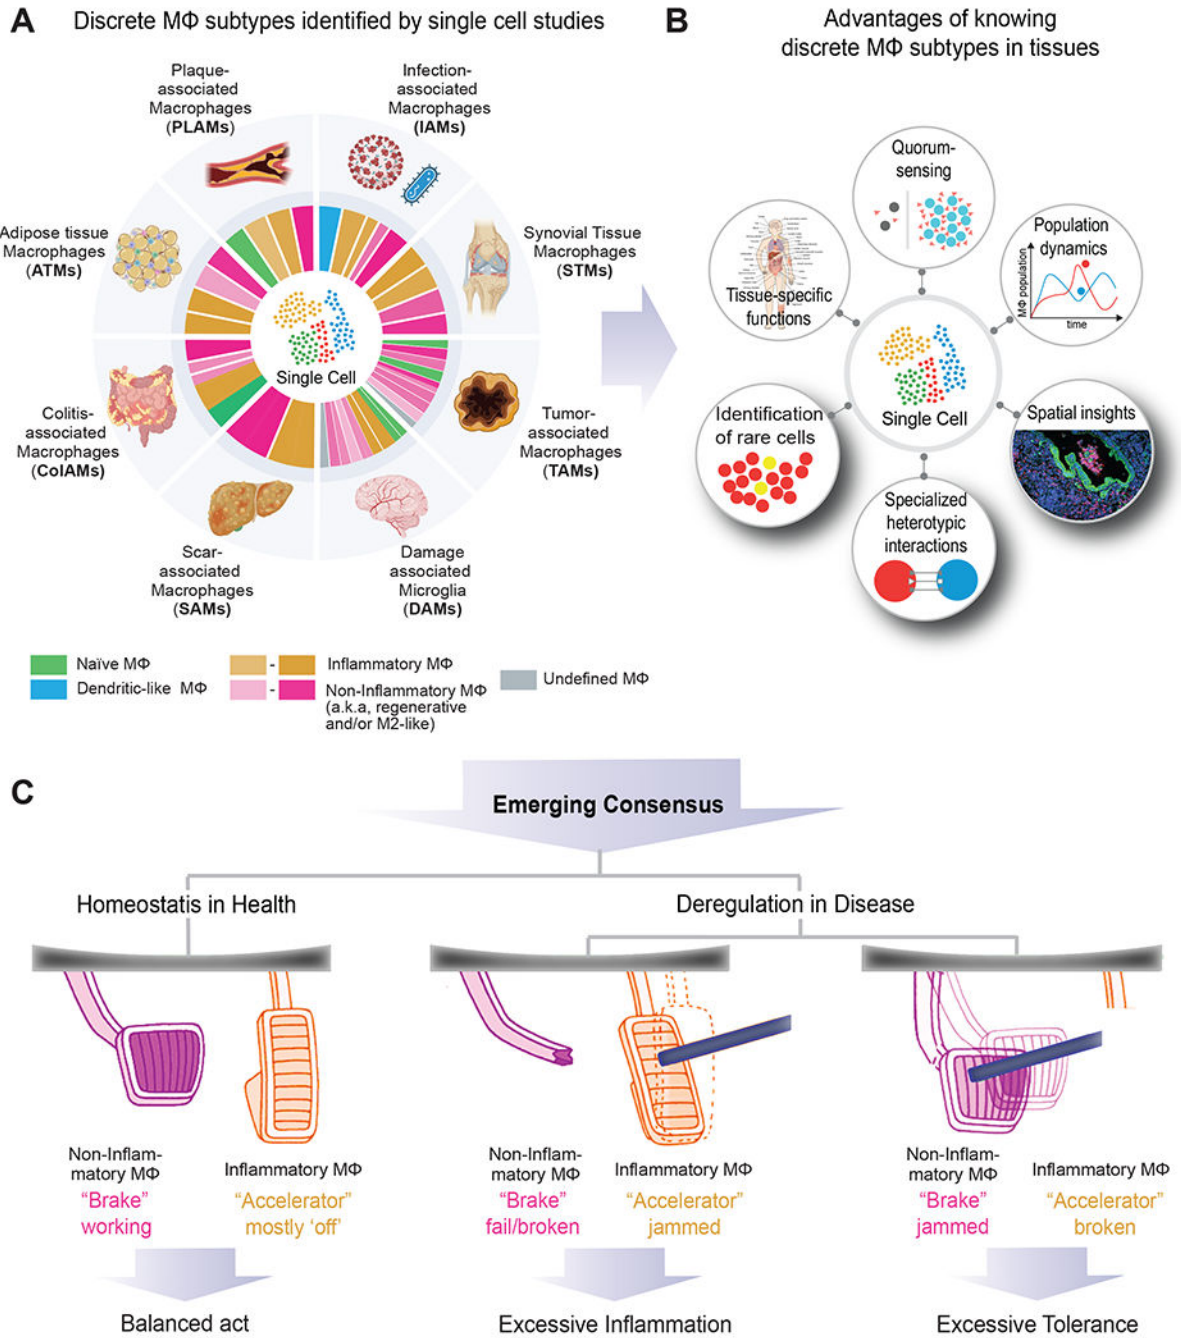 A
Discrete MΦ subtypes identified by single cell studies
Plaque-
associated
Macrophages
(PLAMs)
Infection-
associated
Macrophages
(IAMs)
Adipose tissue
Macrophages
(ATMs)
Synovial Tissue
Macrophages
(STMs)
Single Cell
Colitis-
associated
Macrophages
(ColAMs)
Tumor-
associated
Macrophages
(TAMs)
Scar-
associated
Macrophages
(SAMs)
Damage
associated
Microglia
(DAMs)
Naïve MΦ
Dendritic-like MΦ
- Inflammatory MΦ
- Non-Inflammatory MΦ
(a.k.a, regenerative
and/or M2-like)
Undefined MΦ
B
Advantages of knowing
discrete MΦ subtypes in tissues
Quorum-
sensing
Tissue-specific
functions
Population
dynamics
MΦ population
time
Single Cell
Identification
of rare cells
Spatial insights
Specialized
heterotypic
interactions
C
Emerging Consensus
Homeostatis in Health
Deregulation in Disease
Non-Inflam-
matory MΦ
"Brake"
working
Inflammatory MΦ
"Accelerator"
mostly 'off'
Non-Inflam-
matory MΦ
"Brake"
fail/broken
Inflammatory MΦ
"Accelerator"
jammed
Non-Inflam-
matory MΦ
"Brake"
jammed
Inflammatory MΦ
"Accelerator"
broken
Balanced act
Excessive Inflammation
Excessive Tolerance